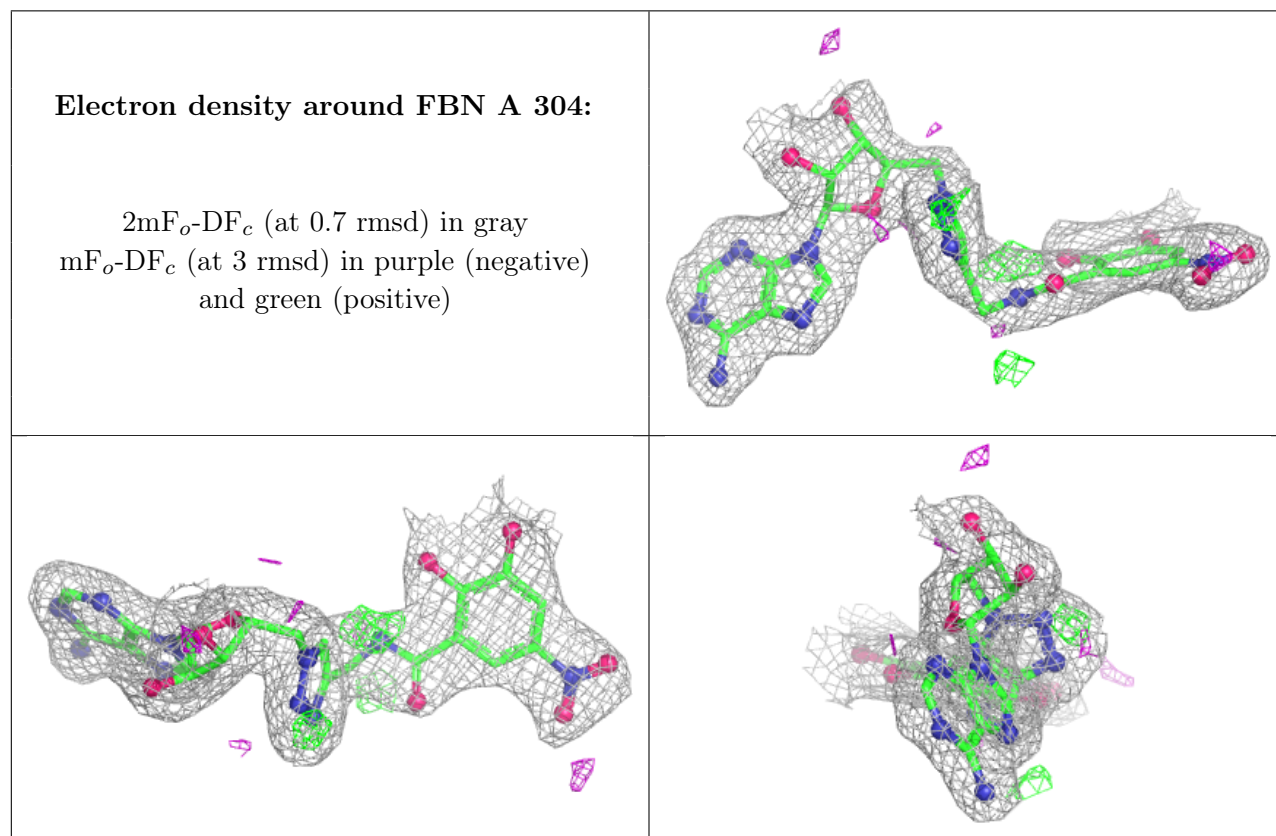 Electron density around FBN A 304:
2mFₒ-DF𝑐 (at 0.7 rmsd) in gray
mFₒ-DF𝑐 (at 3 rmsd) in purple (negative)
and green (positive)